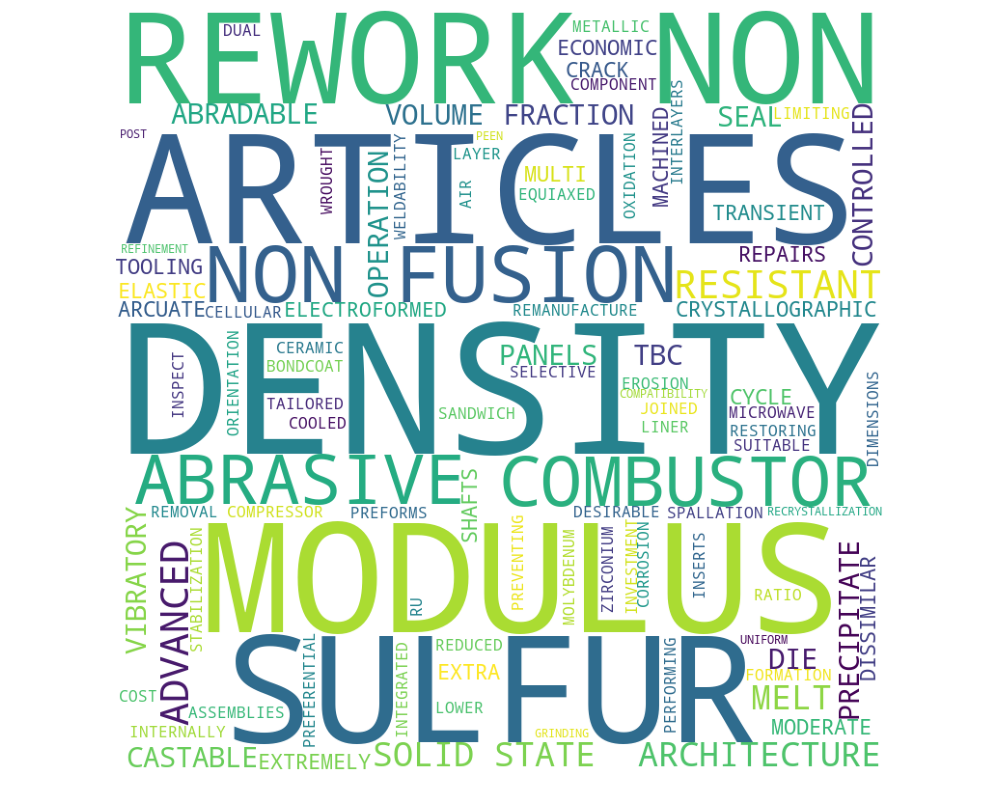 REWORK NON
DUAL
METALLIC
ECONOMIC
CRACK
COMPONENT
ABRADABLE
VOLUME FRACTION
SEAL
LIMITING
INTERLAYERS
MACHINED
CONTROLLED
POST
ARTICLES
PEEN
WROUGHT
OPERATION
WELDABILITY
LAYER
AIR
MULTI
EQUIAXED
OXIDATION
TRANSIENT
REFINEMENT
TOOLING
NON FUSION
REPAIRS
ELASTIC
RESISTANT
ARCUATE
CELLULAR
ELECTROFORMED
REMANUFACTURE
CRYSTALLOGRAPHIC
DENSITY
INSPECT
ORIENTATION
CERAMIC
BONDCOAT
TAILORED
COOLED
PANELS
SELECTIVE
TBC
EROSION
COMPATIBILITY
SANDWICH
JOINED
LINER
CYCLE
MICROWAVE
RESTORING
SUITABLE
DIMENSIONS
ABRASIVE
COMBUSTOR
SHAFTS
REMOVAL
COMPRESSOR
PREFORMS
DESIRABLE
SPALLATION
RECRYSTALLIZATION
VIBRATORY
ADVANCED
STABILIZATION
MODULUS
RU
PREVENTING
MOLYBDENUM
ZIRCONIUM
INVESTMENT
CORROSION
INSERTS
RATIO
PRECIPITATE
DISSIMILAR
SULFUR
PREFERENTIAL
INTEGRATED
REDUCED
EXTRA
LOWER
PERFORMING
UNIFORM
DIE
FORMATION
MELT
MODERATE
COST
ASSEMBLIES
INTERNALLY
GRINDING
CASTABLE
EXTREMELY
SOLID STATE
ARCHITECTURE